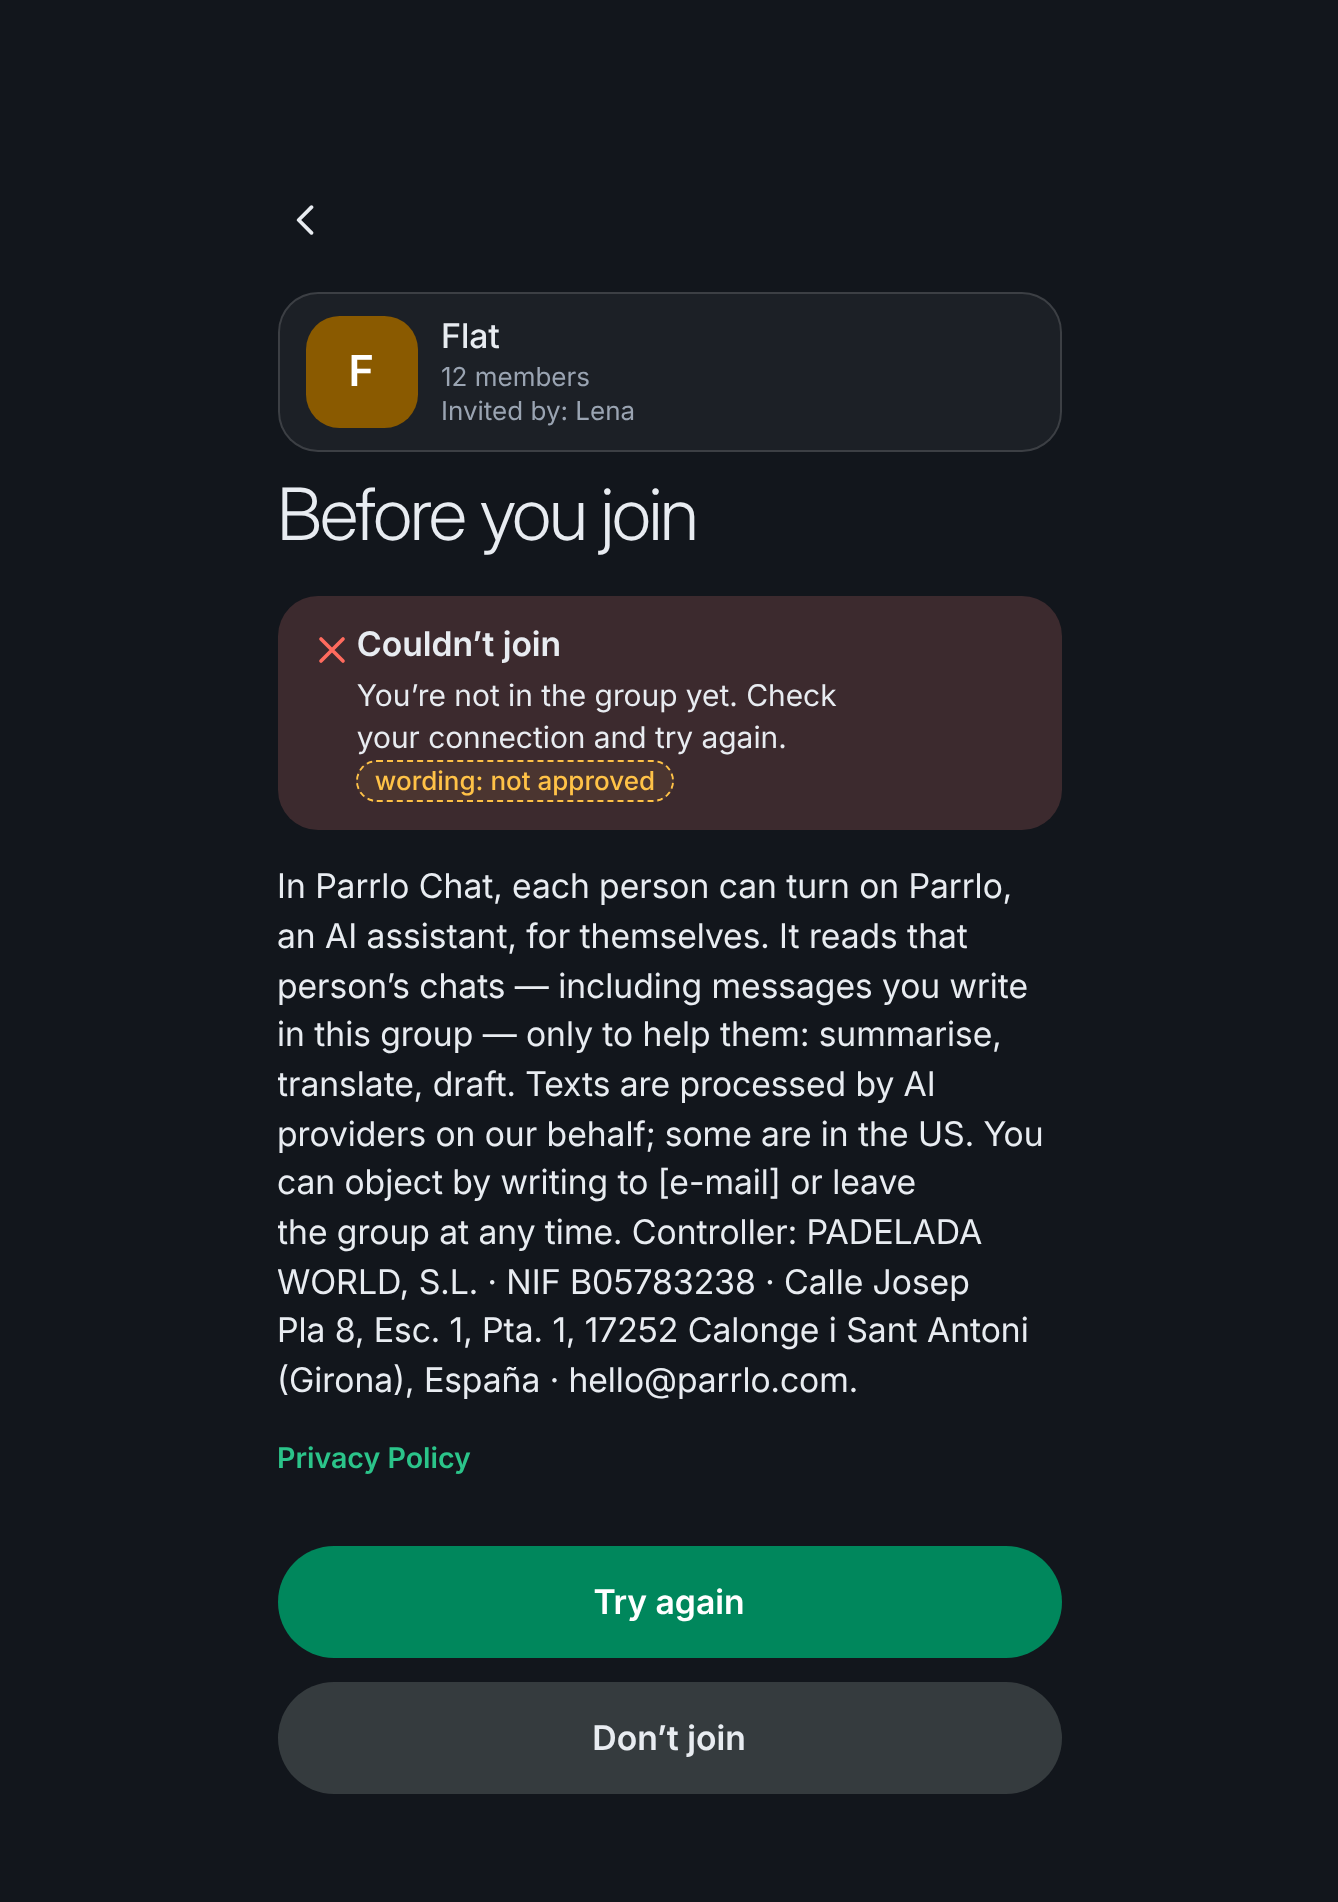 F
Flat
12 members
Invited by: Lena
Before you join
Couldn’t join
You’re not in the group yet. Check
your connection and try again.
wording: not approved
In Parrlo Chat, each person can turn on Parrlo,
an AI assistant, for themselves. It reads that
person’s chats — including messages you write
in this group — only to help them: summarise,
translate, draft. Texts are processed by AI
providers on our behalf; some are in the US. You
can object by writing to [e-mail] or leave
the group at any time. Controller: PADELADA
WORLD, S.L. · NIF B05783238 · Calle Josep
Pla 8, Esc. 1, Pta. 1, 17252 Calonge i Sant Antoni
(Girona), España · hello@parrlo.com.
Privacy Policy
Try again
Don’t join